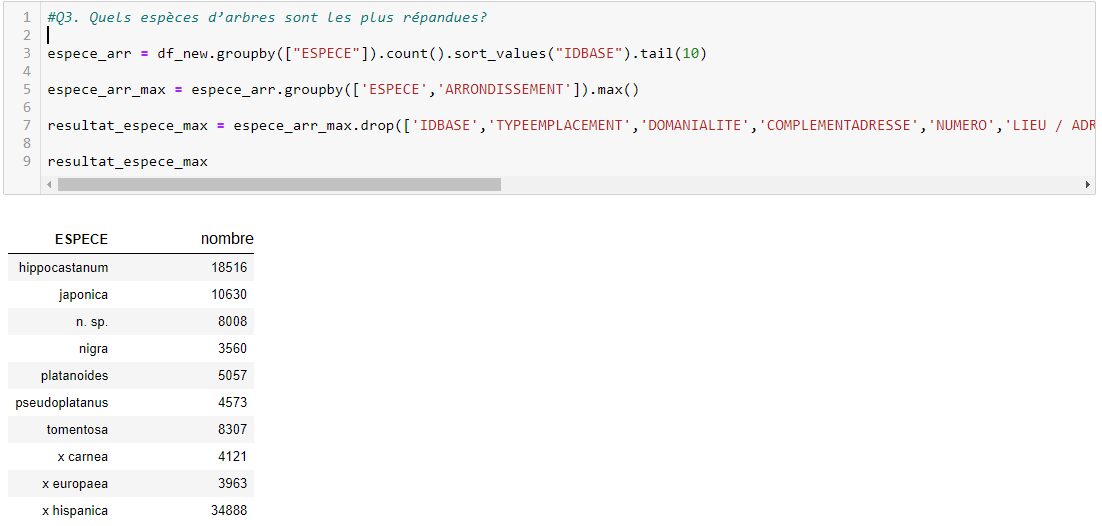 1 #Q3. Quels espèces d’arbres sont les plus répandues?
2
3 espece_arr = df_new.groupby(["ESPECE"]).count().sort_values("IDBASE").tail(10)
4
5 espece_arr_max = espece_arr.groupby(['ESPECE','ARRONDISSEMENT']).max()
6
7 resultat_espece_max = espece_arr_max.drop(['IDBASE','TYPEEMPLACEMENT','DOMANIALITE','COMPLEMENTADRESSE','NUMERO','LIEU / ADR
8
9 resultat_espece_max
ESPECE nombre
hippocastanum 18516
japonica 10630
n. sp. 8008
nigra 3560
platanoides 5057
pseudoplatanus 4573
tomentosa 8307
x carnea 4121
x europaea 3963
x hispanica 34888